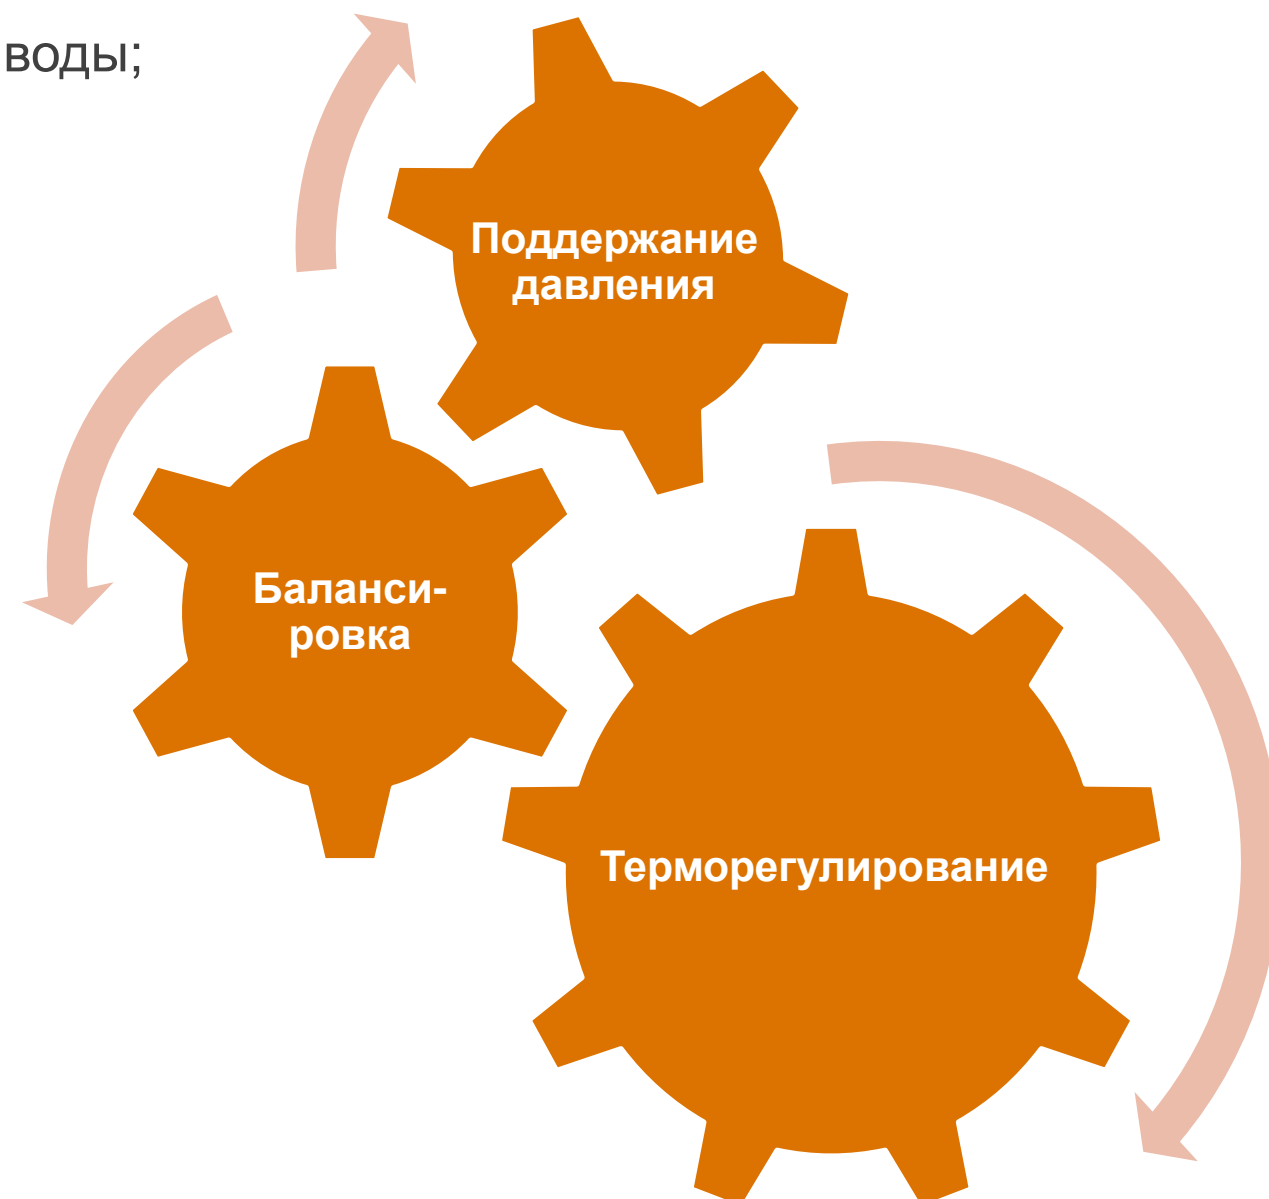 воды;
Поддержание
давления
Баланси-
ровка
Терморегулирование